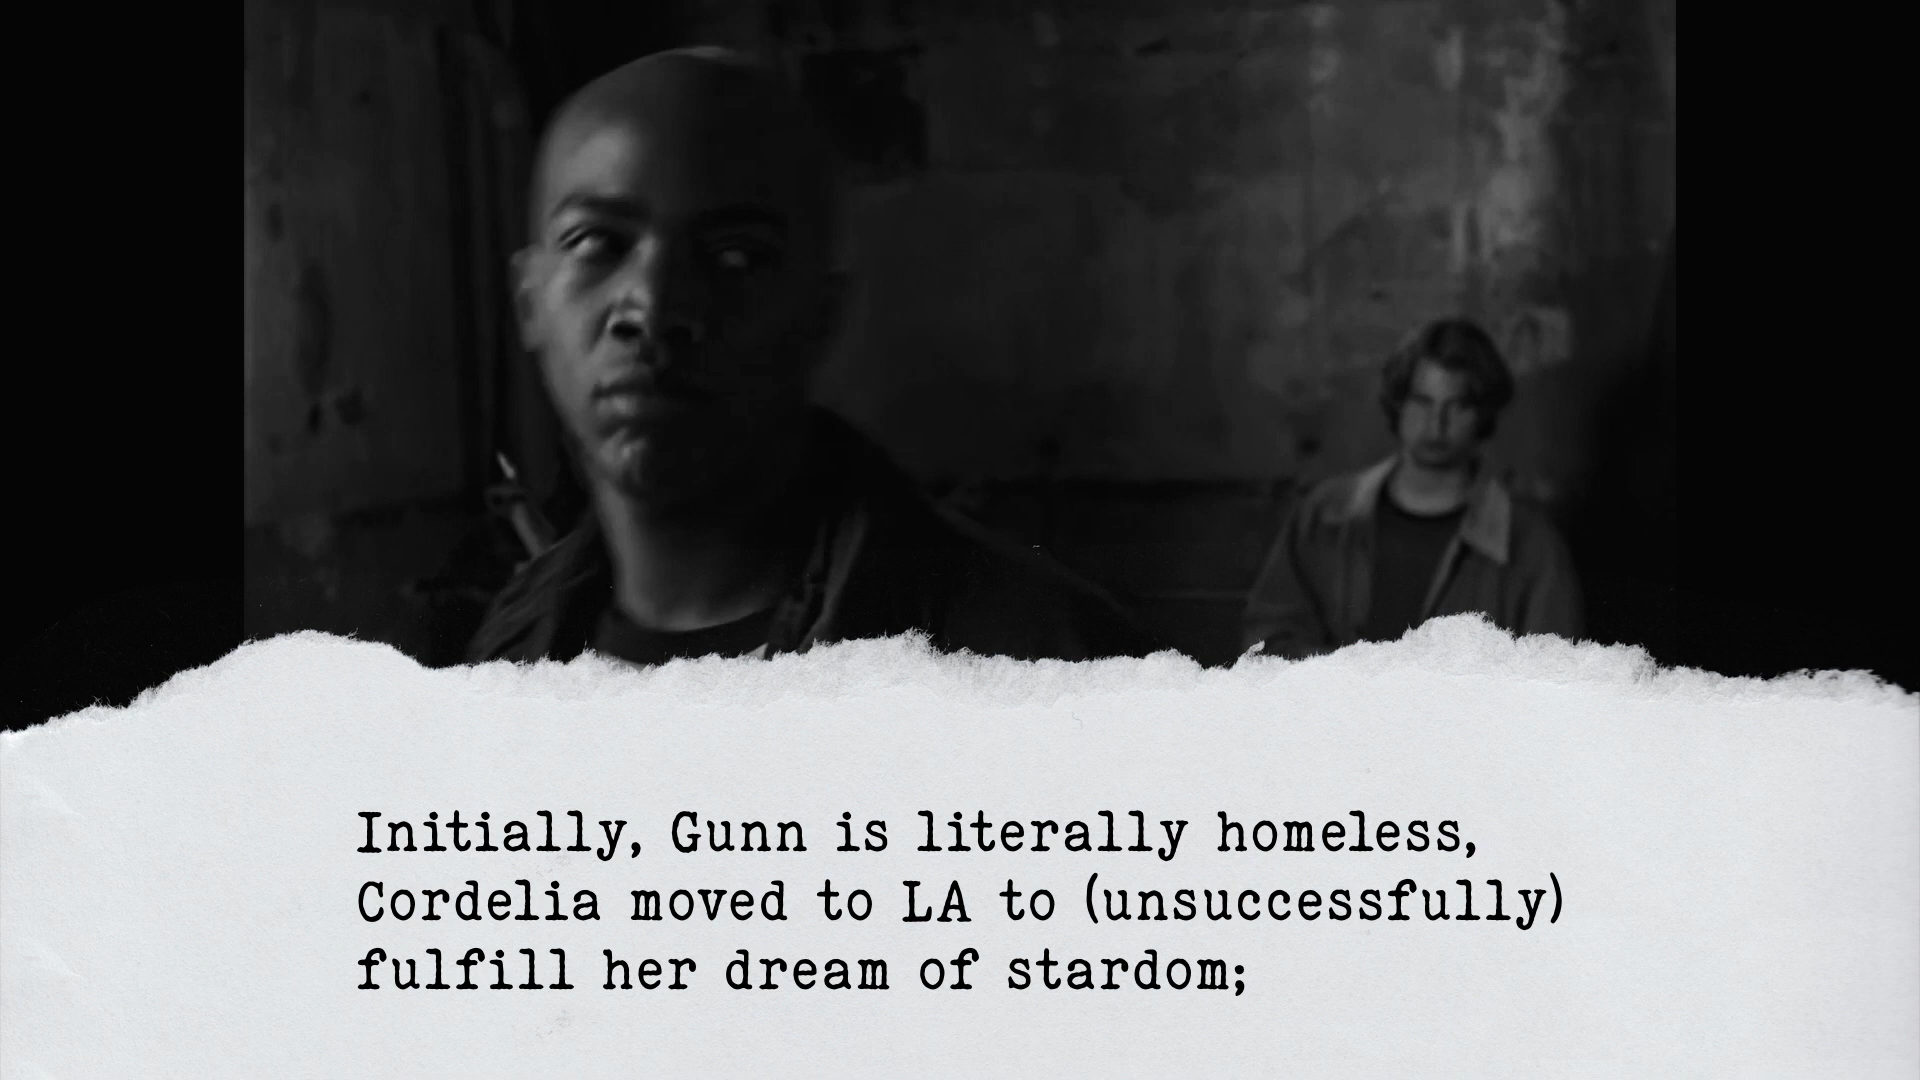 Initially, Gunn is literally homeless,
Cordelia moved to LA to (unsuccessfully)
fulfill her dream of stardom;